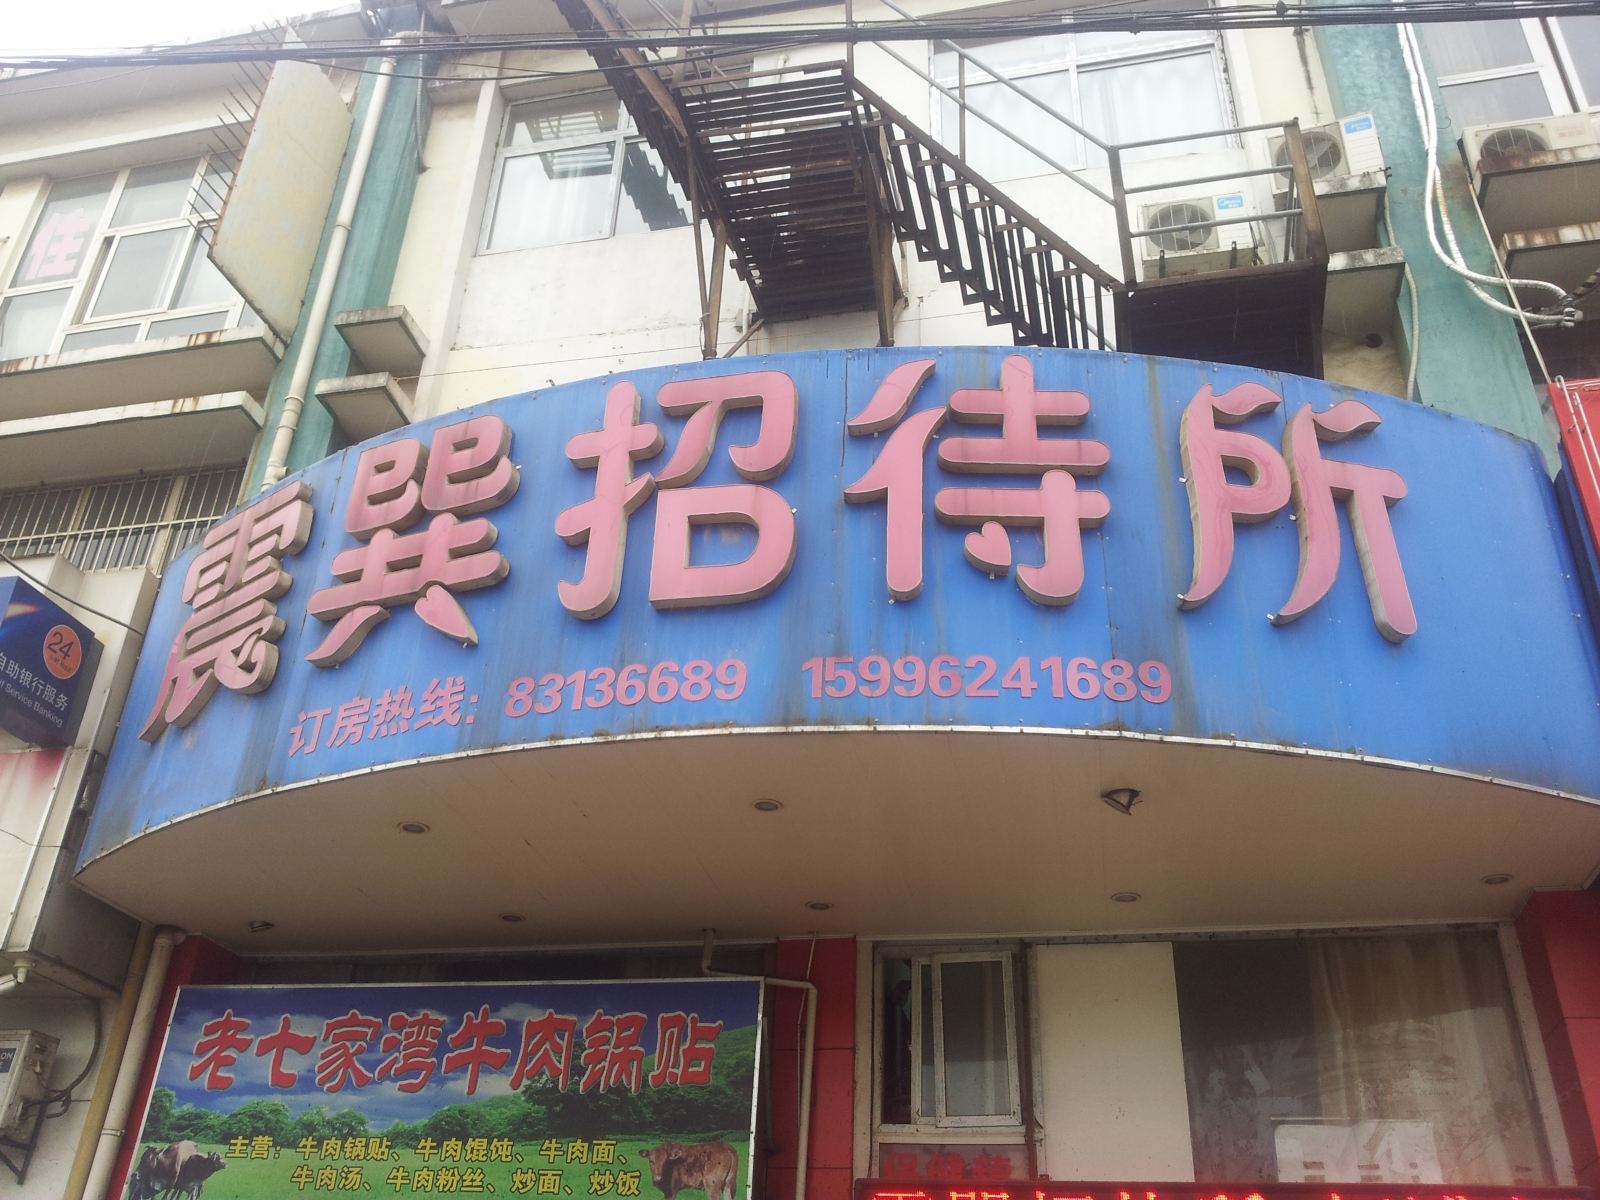 住
震巽招待所
订房热线: 83136689 15996241689
24
自助银行服务
Self Service Banking
老七家湾牛肉锅贴
主营:牛肉锅贴、牛肉馄饨、牛肉面、
牛肉汤、牛肉粉丝、炒面、炒饭